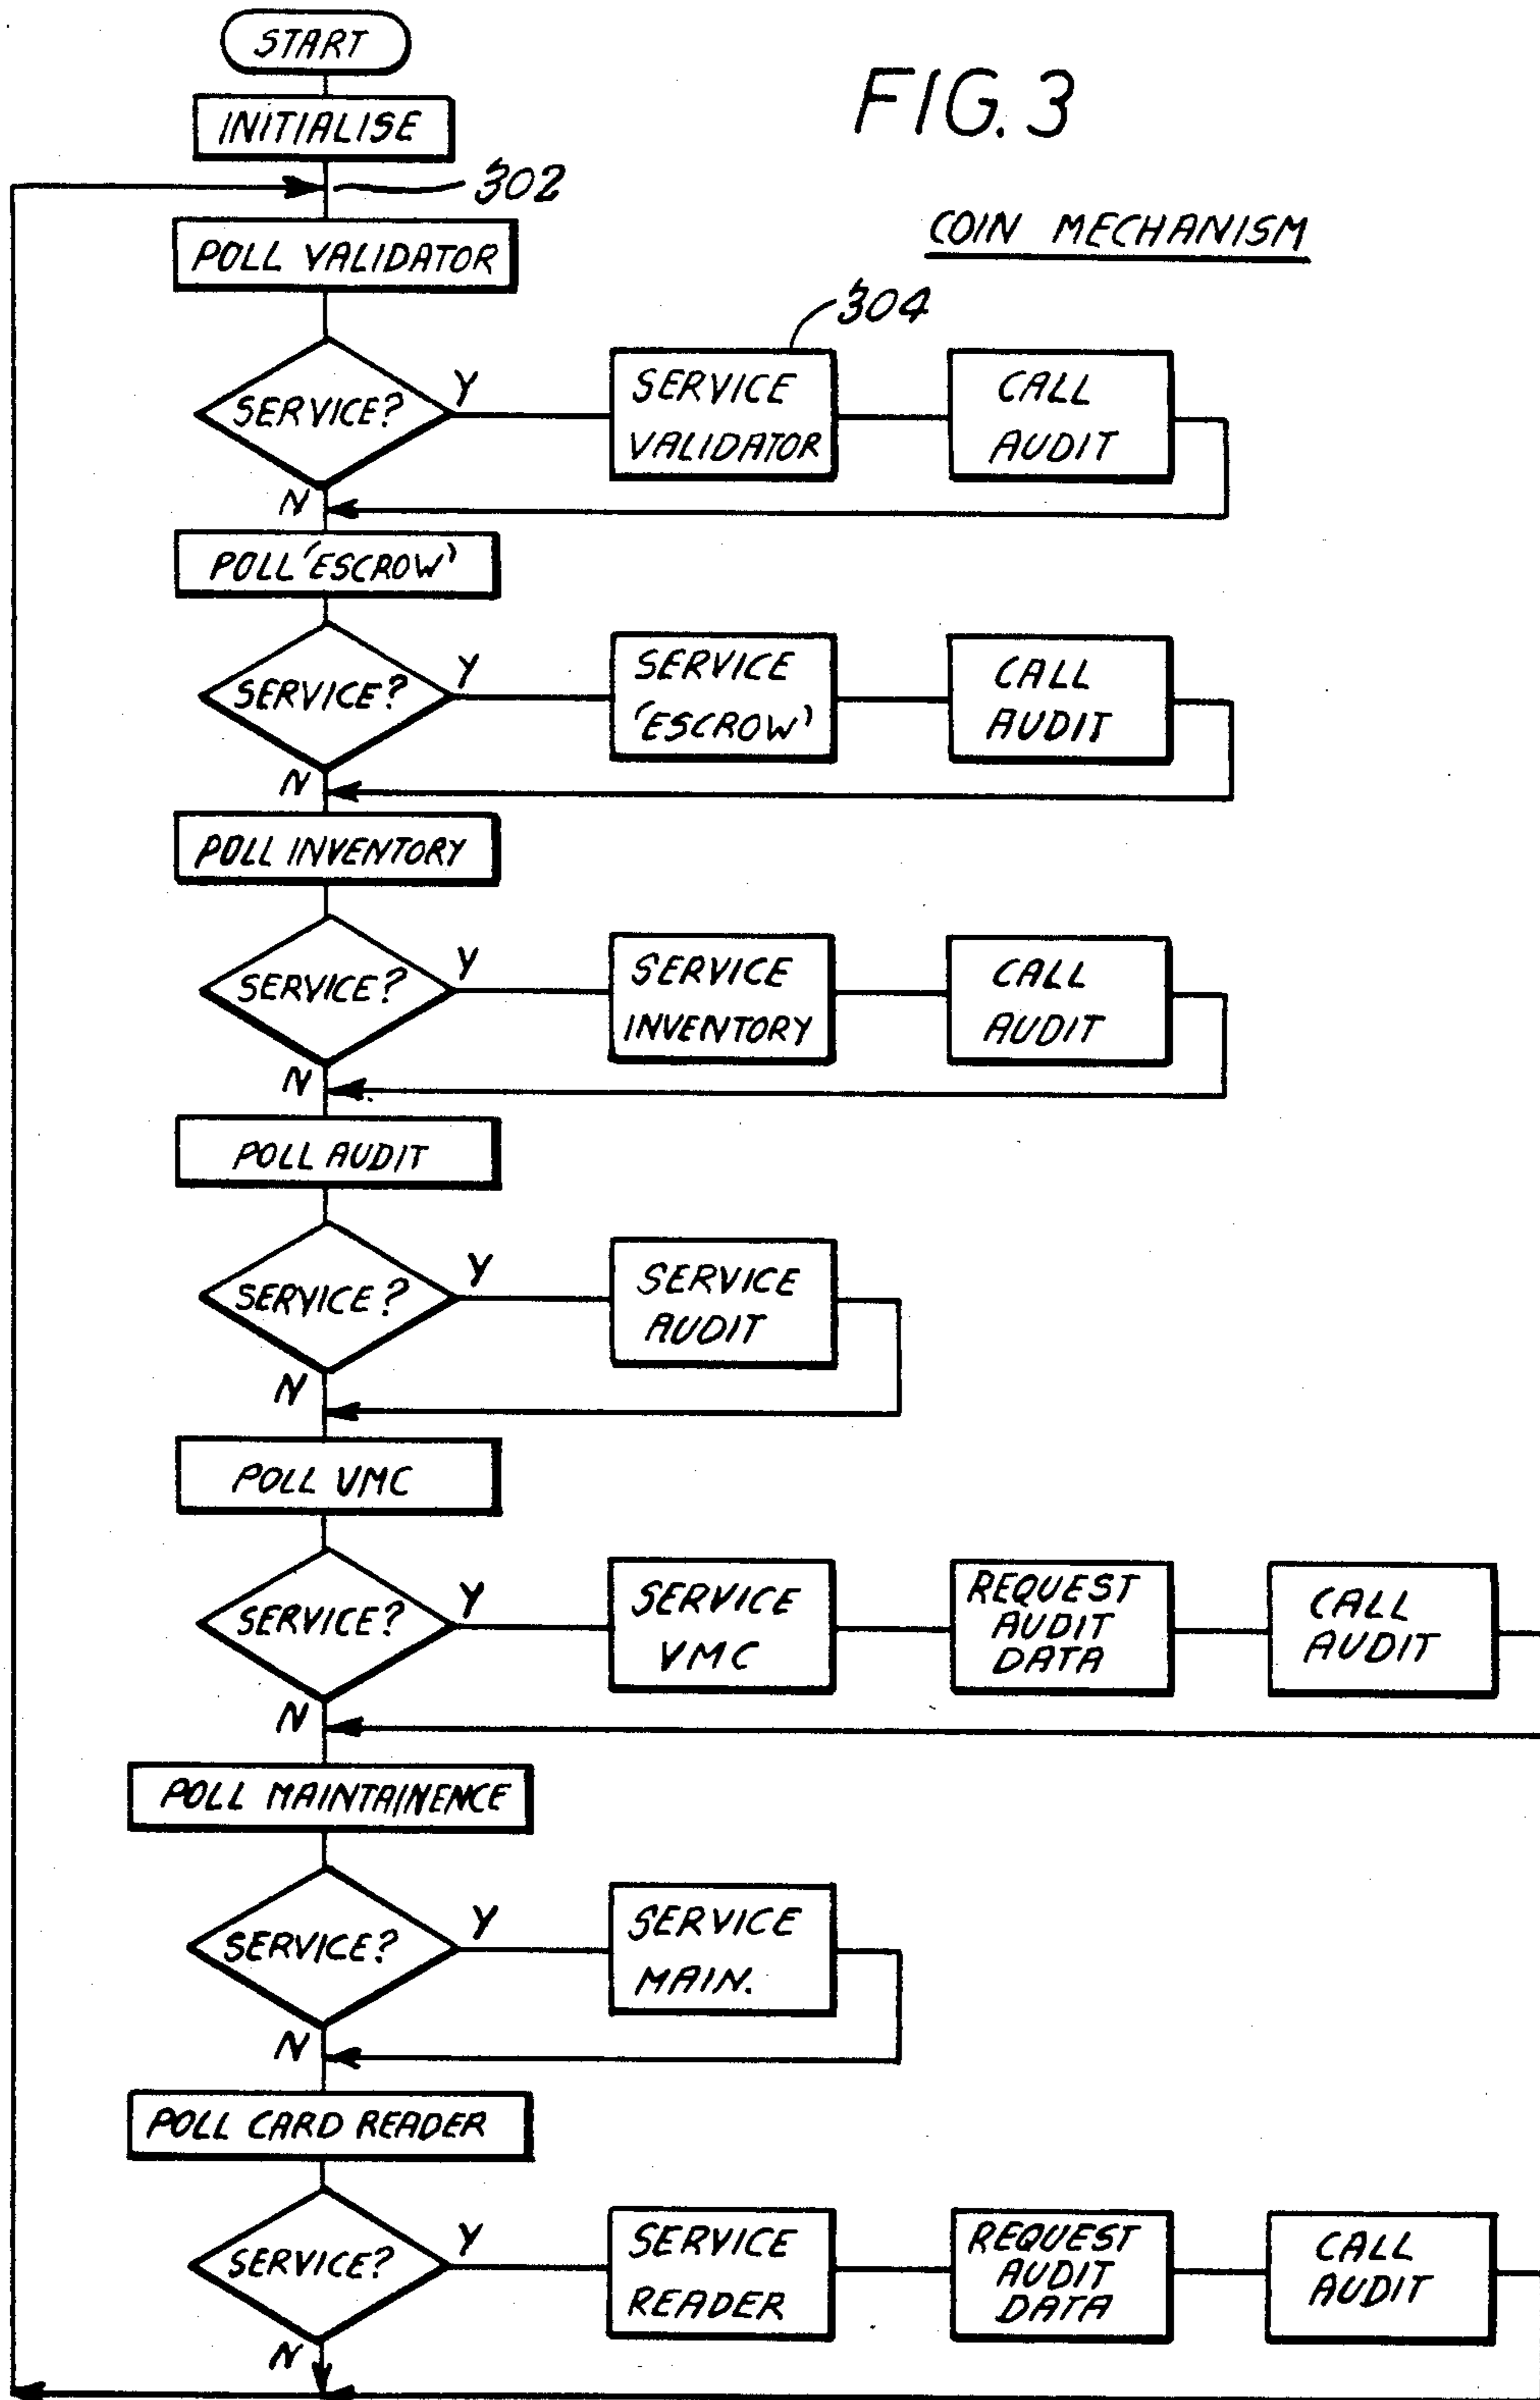 START
FIG. 3
INITIALISE
302
COIN MECHANISM
POLL VALIDATOR
304
SERVICE?
Y
SERVICE
VALIDATOR
CALL
AUDIT
N
POLL 'ESCROW'
SERVICE?
Y
SERVICE
'ESCROW'
CALL
AUDIT
N
POLL INVENTORY
SERVICE?
Y
SERVICE
INVENTORY
CALL
AUDIT
N
POLL AUDIT
SERVICE?
Y
SERVICE
AUDIT
N
POLL VMC
SERVICE?
Y
SERVICE
VMC
REQUEST
AUDIT
DATA
CALL
AUDIT
N
POLL MAINTAINENCE
SERVICE?
Y
SERVICE
MAIN.
N
POLL CARD READER
SERVICE?
Y
SERVICE
READER
REQUEST
AUDIT
DATA
CALL
AUDIT
N